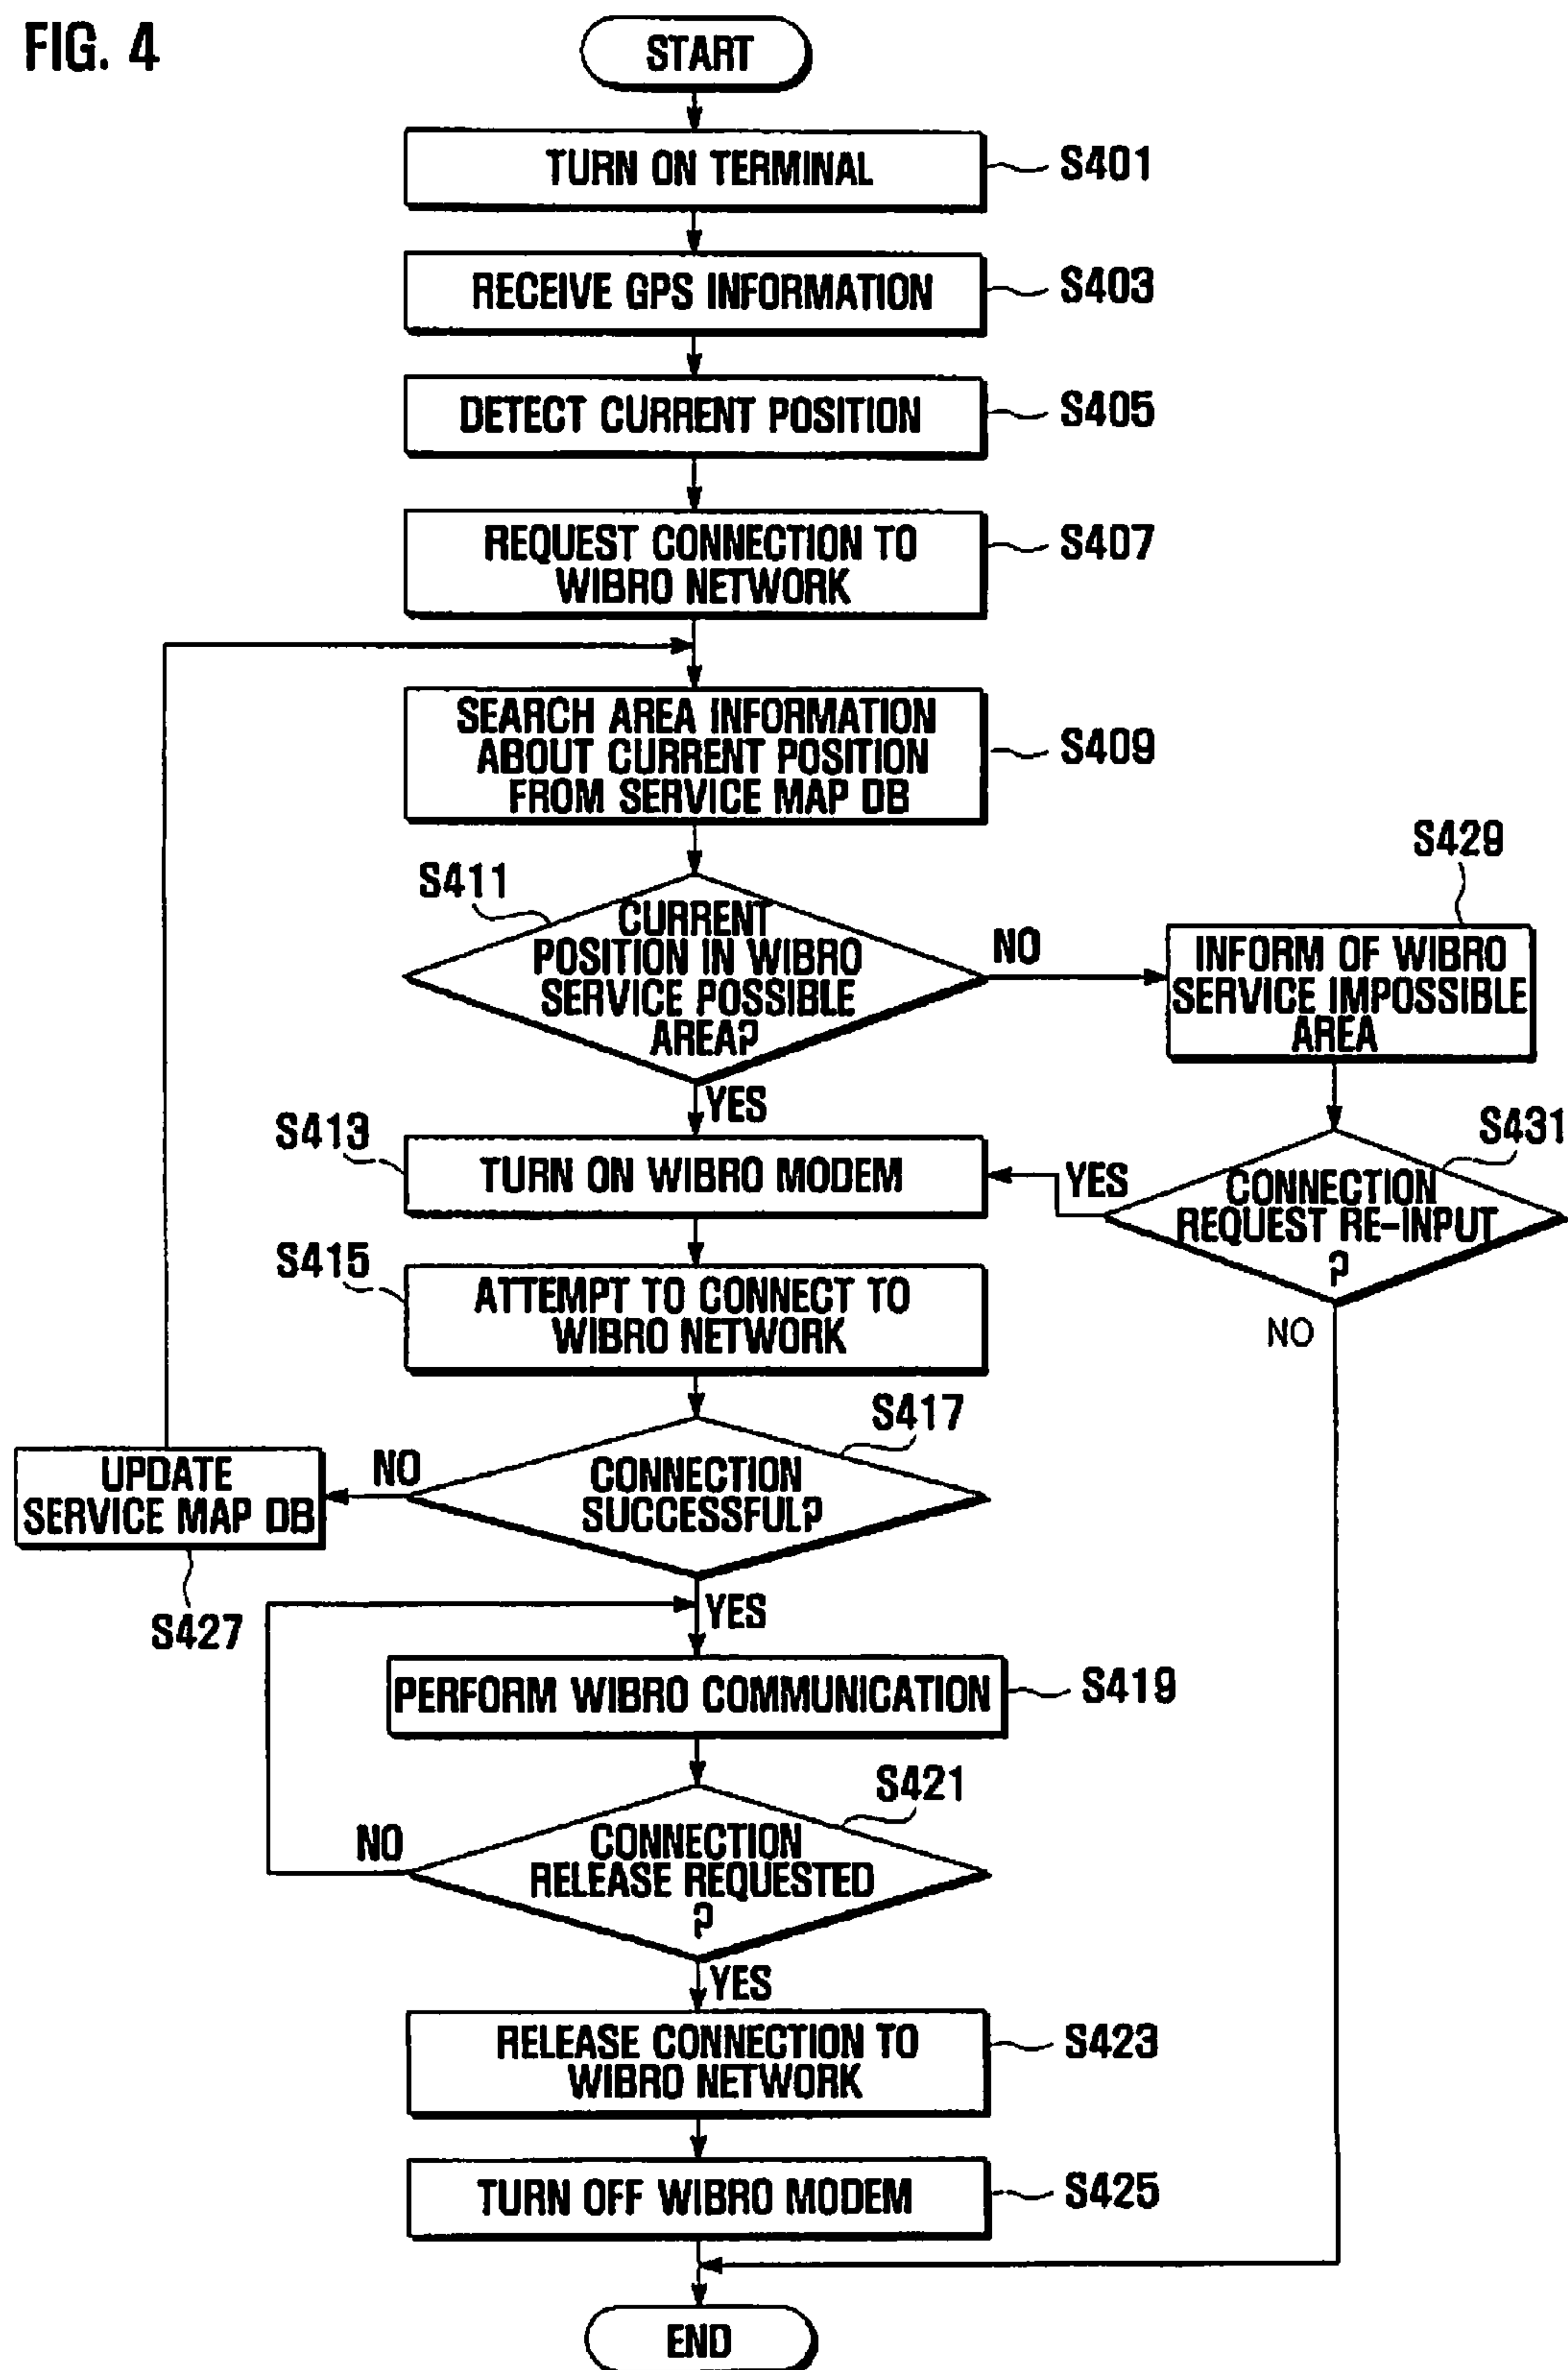 FIG. 4
START
TURN ON TERMINAL
S401
RECEIVE GPS INFORMATION
S403
DETECT CURRENT POSITION
S405
REQUEST CONNECTION TO
WIBRO NETWORK
S407
SEARCH AREA INFORMATION
ABOUT CURRENT POSITION
FROM SERVICE MAP DB
S409
S411
CURRENT
POSITION IN WIBRO
SERVICE POSSIBLE
AREA?
NO
YES
S429
INFORM OF WIBRO
SERVICE IMPOSSIBLE
AREA
S413
TURN ON WIBRO MODEM
S431
CONNECTION
REQUEST RE-INPUT
?
YES
NO
S415
ATTEMPT TO CONNECT TO
WIBRO NETWORK
S417
CONNECTION
SUCCESSFUL?
NO
UPDATE
SERVICE MAP DB
S427
YES
PERFORM WIBRO COMMUNICATION
S419
S421
CONNECTION
RELEASE REQUESTED
?
NO
YES
RELEASE CONNECTION TO
WIBRO NETWORK
S423
TURN OFF WIBRO MODEM
S425
END